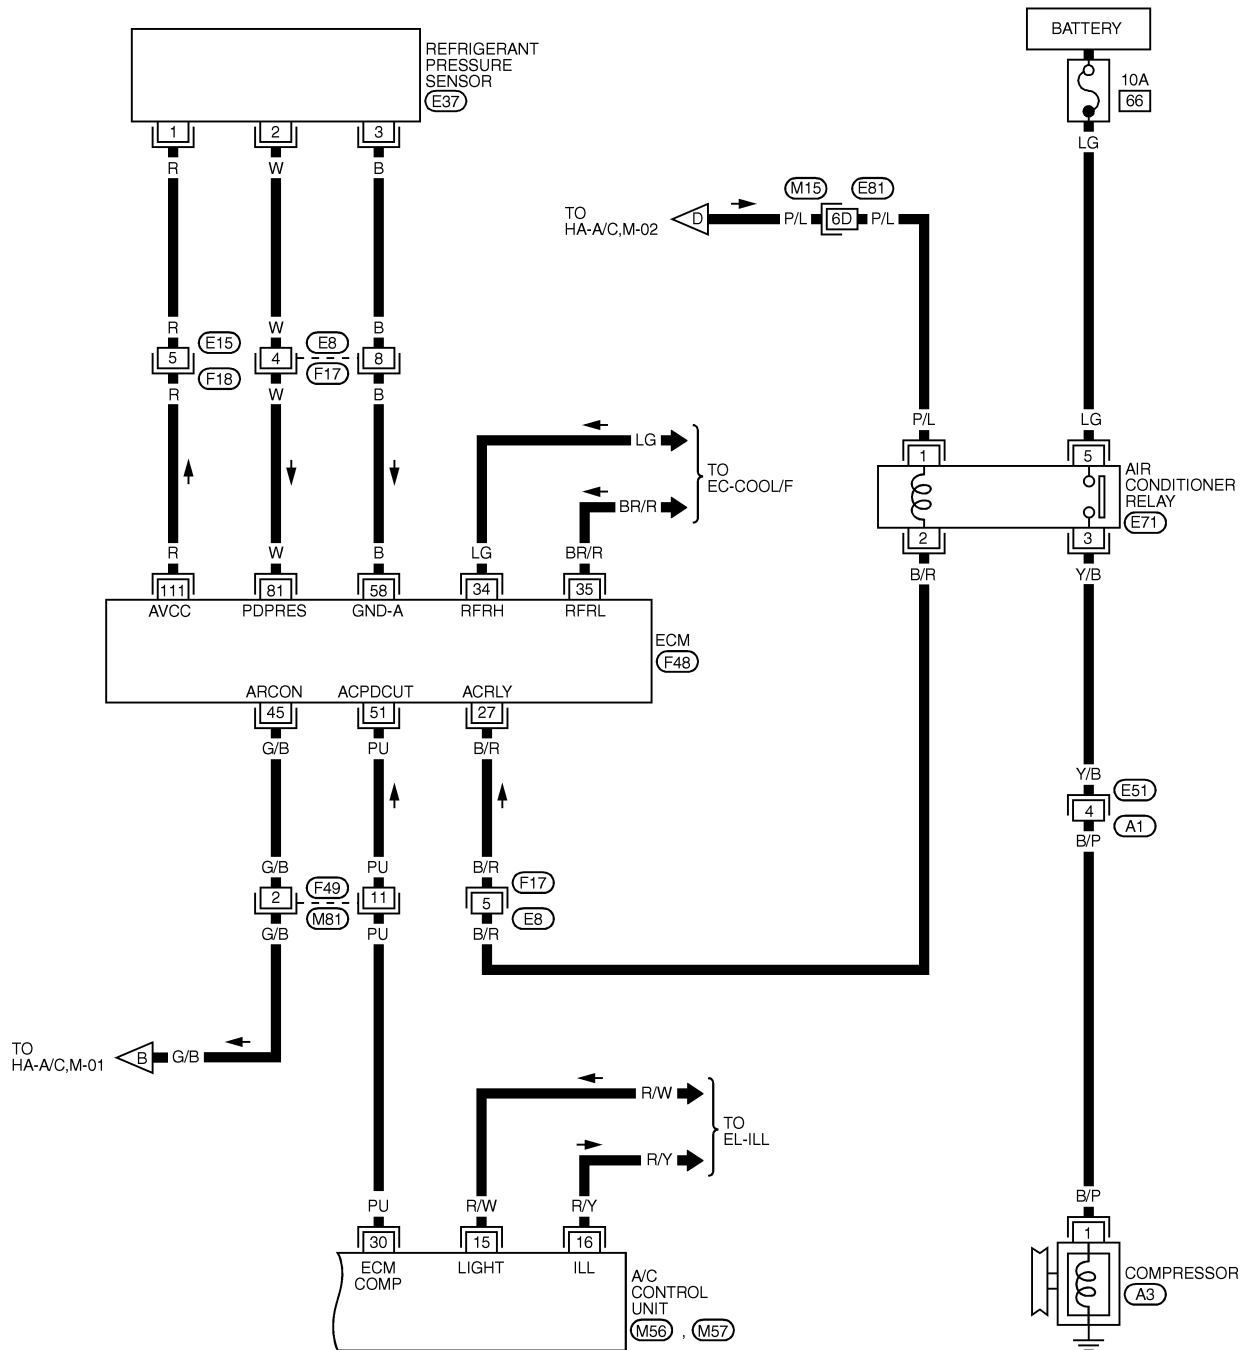 BATTERY
REFRIGERANT
PRESSURE
SENSOR
E37
10A
66
1 2 3
R W B
LG
M15 E81
TO
HA-A/C,M-02
D
P/L 6D P/L
R W B
5 E15 F18
4 E8 F17 8
R W B
LG
BR/R
TO
EC-COOL/F
P/L LG
1 5
AIR
CONDITIONER
RELAY
E71
2 3
B/R Y/B
R W B LG BR/R
111 81 58 34 35
AVCC PDPRES GND-A RFRH RFRL
ECM
F48
ARCON ACPDCUT ACRLY
45 51 27
G/B PU B/R
Y/B
E51
4
A1
B/P
G/B PU B/R
2 F49 M81 11
F17
5
E8
G/B PU B/R
TO
HA-A/C,M-01
B
G/B
R/W
R/Y
TO
EL-ILL
PU R/W R/Y
B/P
30 15 16
1
ECM
COMP
LIGHT ILL
A/C
CONTROL
UNIT
M56 , M57
COMPRESSOR
A3